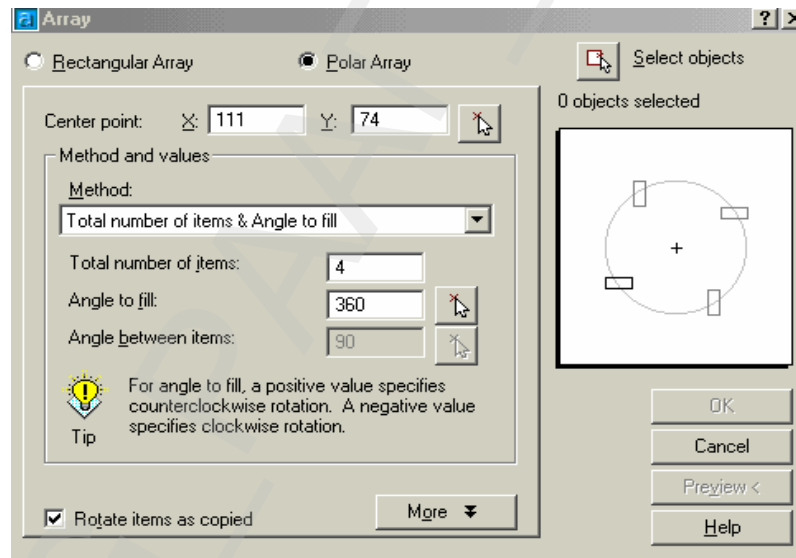 Array
Rectangular Array
Polar Array
Select objects
0 objects selected
Center point: X: 111 Y: 74
Method and values
Method:
Total number of items & Angle to fill
Total number of items: 4
Angle to fill: 360
Angle between items: 90
For angle to fill, a positive value specifies
counterclockwise rotation. A negative value
specifies clockwise rotation.
Tip
Rotate items as copied
More
OK
Cancel
Preview <
Help